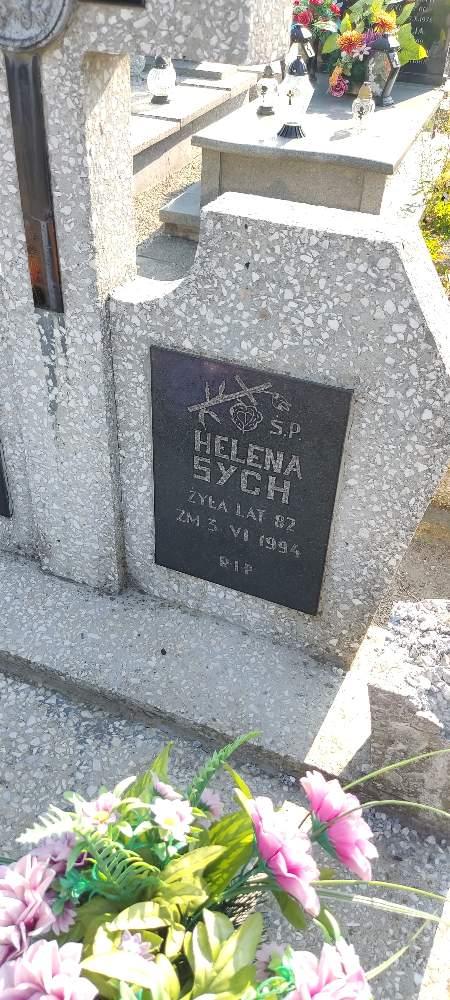 Ś.P.
HELENA
SYCH
ŻYŁA LAT 82
ZM 3. VI 1994
R·I·P